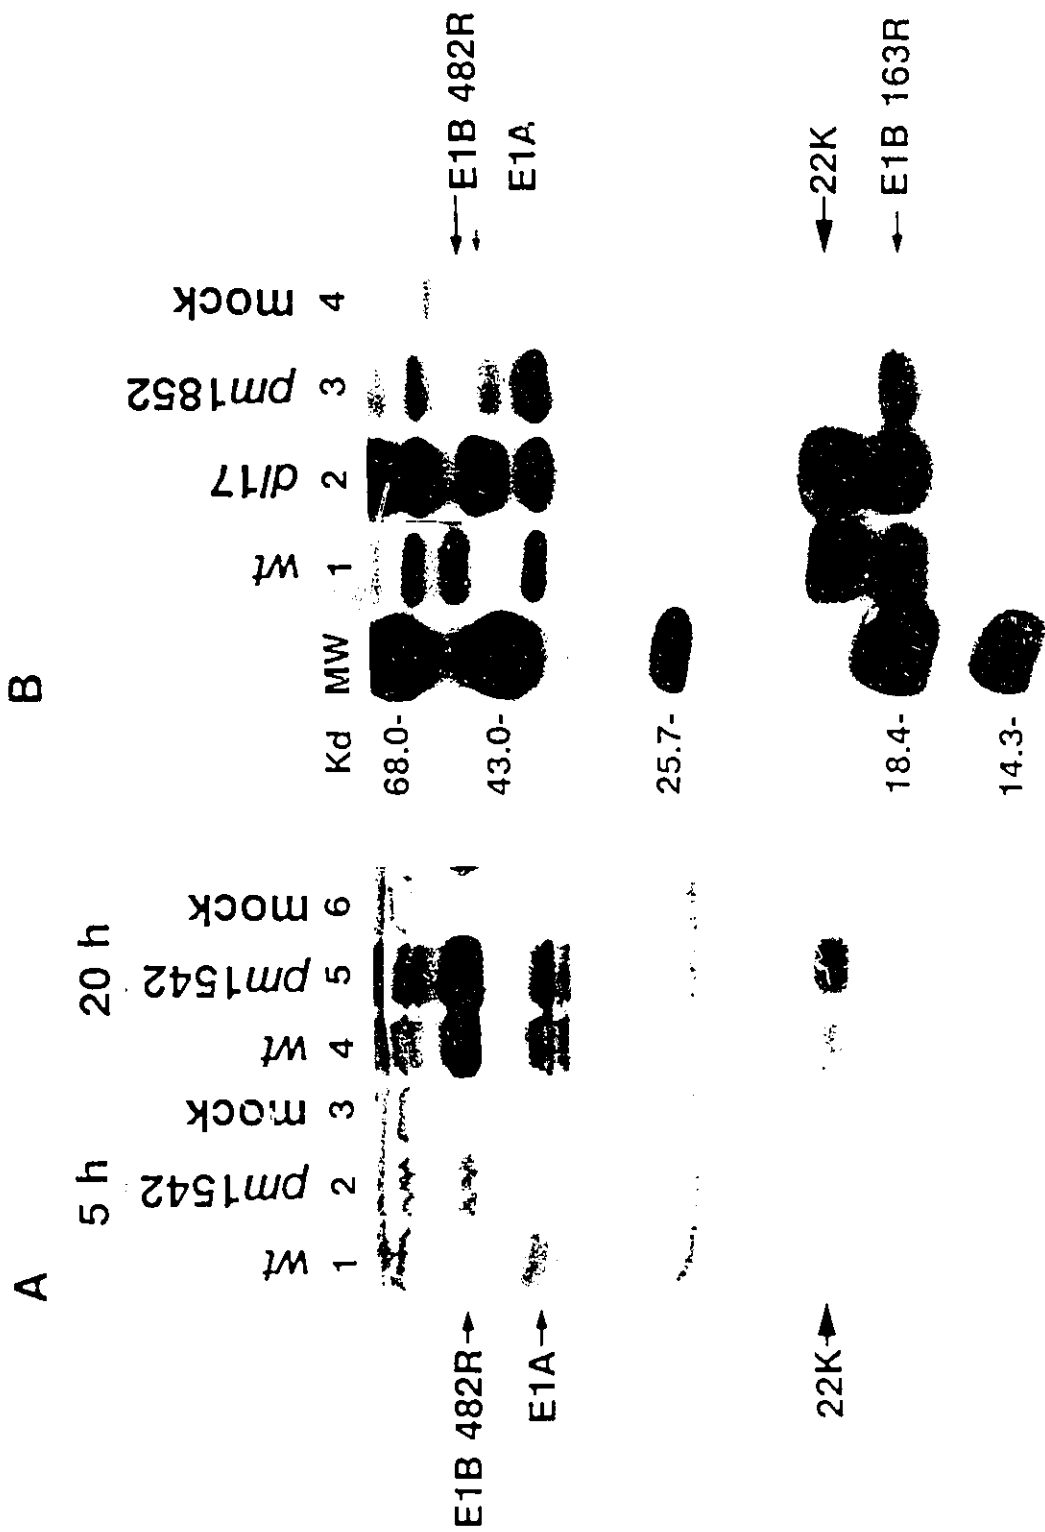 A
5 h
20 h
wt
pm1542
mock
wt
pm1542
mock
1
2
3
4
5
6
E1B 482R
E1A
22K
B
wt
dl17
pm1852
mock
Kd
MW
1
2
3
4
68.0-
43.0-
25.7-
18.4-
14.3-
E1B 482R
E1A
22K
E1B 163R